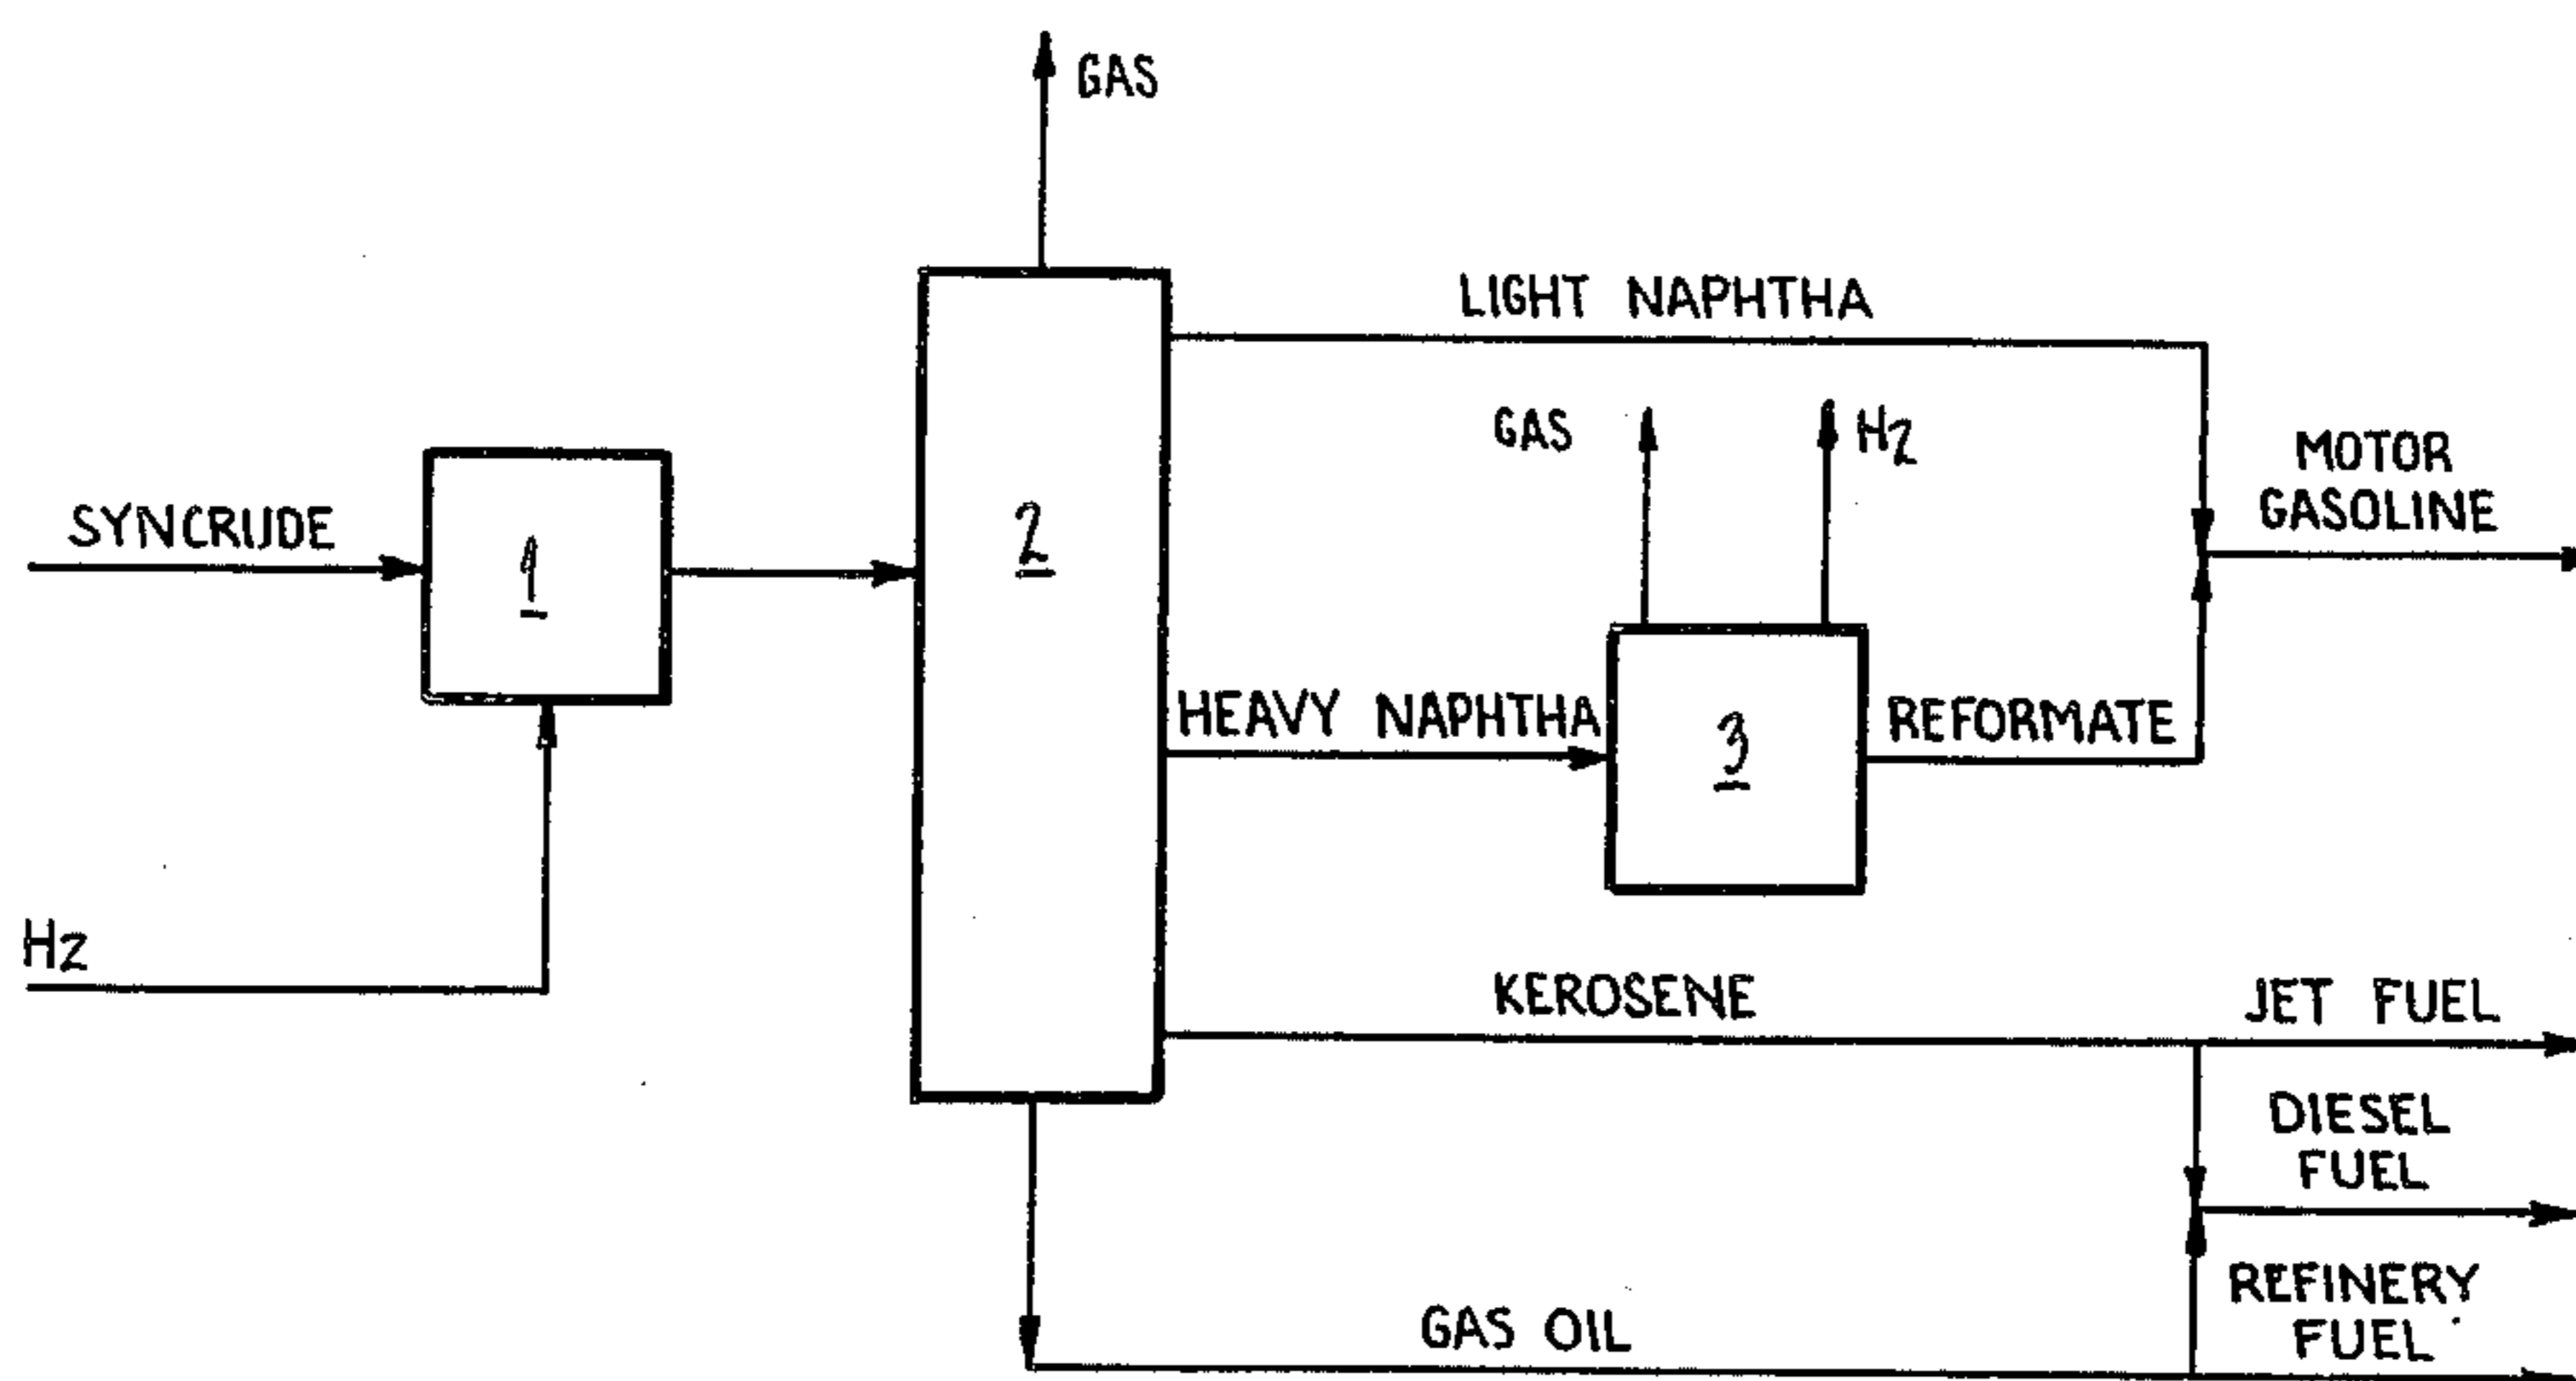 GAS
LIGHT NAPHTHA
GAS
H2
MOTOR
GASOLINE
SYNCRUDE
1
2
HEAVY NAPHTHA
3
REFORMATE
H2
KEROSENE
JET FUEL
DIESEL
FUEL
REFINERY
FUEL
GAS OIL